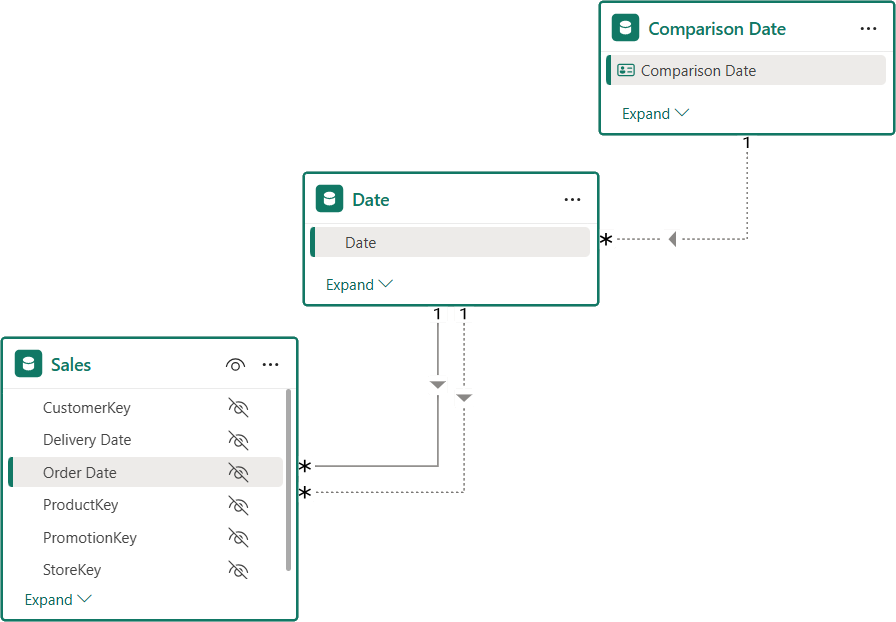 Comparison Date
Comparison Date
Expand
1
Date
*
Date
Expand
1 1
Sales
CustomerKey
Delivery Date
*
Order Date
*
ProductKey
PromotionKey
StoreKey
Expand